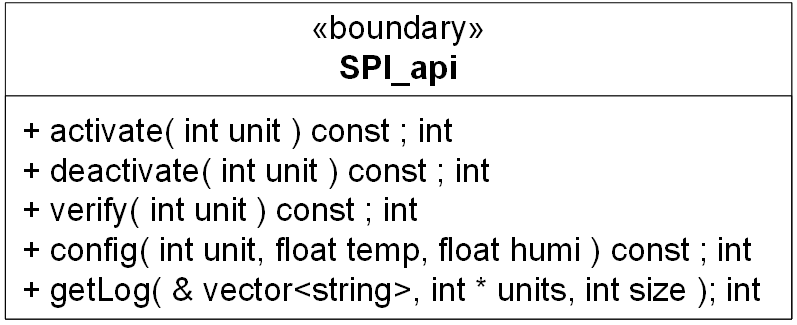 «boundary»
SPI_api
+ activate( int unit ) const ; int
+ deactivate( int unit ) const ; int
+ verify( int unit ) const ; int
+ config( int unit, float temp, float humi ) const ; int
+ getLog( & vector<string>, int * units, int size ); int